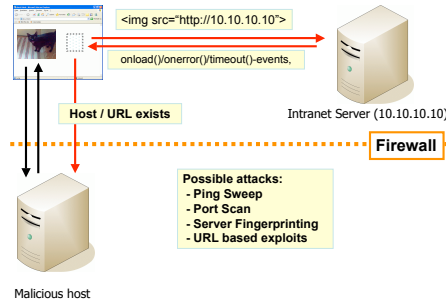 <img src=“http://10.10.10.10”>
onload()/onerror()/timeout()-events,
Host / URL exists
Intranet Server (10.10.10.10)
Firewall
Possible attacks:
- Ping Sweep
- Port Scan
- Server Fingerprinting
- URL based exploits
Malicious host